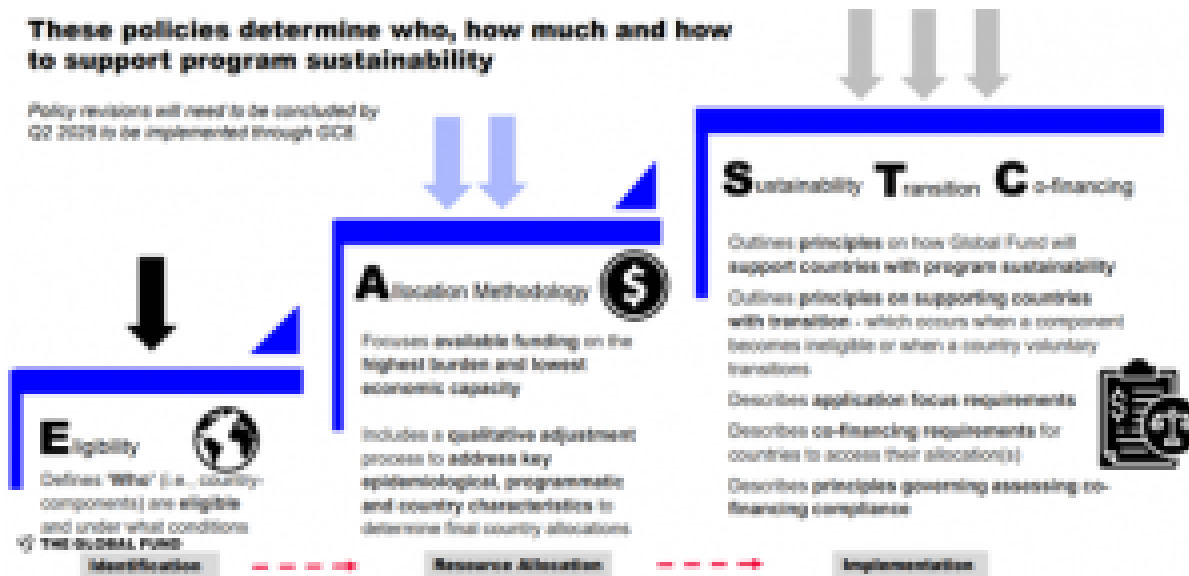 These policies determine who, how much and how
to support program sustainability
Policy revisions will need to be concluded by
Q2 2025 to be implemented through GC8.
Eligibility
Defines 'Who' (i.e., country-
components) are eligible
and under what conditions
THE GLOBAL FUND
Identification
Allocation Methodology
Focuses available funding on the
highest burden and lowest
economic capacity
Includes a qualitative adjustment
process to address key
epidemiological, programmatic
and country characteristics to
determine final country allocations
Resource Allocation
Sustainability Transition Co-financing
Outlines principles on how Global Fund will
support countries with program sustainability
Outlines principles on supporting countries
with transition - which occurs when a component
becomes ineligible or when a country voluntary
transitions
Describes application focus requirements
Describes co-financing requirements for
countries to access their allocation(s)
Describes principles governing assessing co-
financing compliance
Implementation